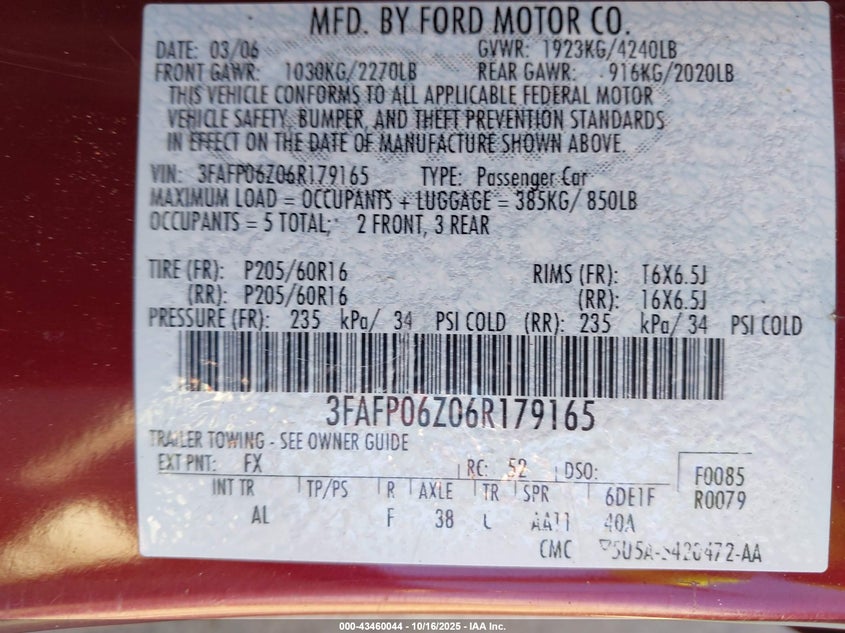 MFD. BY FORD MOTOR CO.
DATE: 03/06 GVWR: 1923KG/4240LB
FRONT GAWR: 1030KG/2270LB REAR GAWR: 916KG/2020LB
THIS VEHICLE CONFORMS TO ALL APPLICABLE FEDERAL MOTOR
VEHICLE SAFETY, BUMPER, AND THEFT PREVENTION STANDARDS
IN EFFECT ON THE DATE OF MANUFACTURE SHOWN ABOVE.
VIN: 3FAFP06Z06R179165 TYPE: Passenger Car
MAXIMUM LOAD = OCCUPANTS + LUGGAGE = 385KG/ 850LB
OCCUPANTS = 5 TOTAL; 2 FRONT, 3 REAR
TIRE (FR): P205/60R16 RIMS (FR): 16X6.5J
(RR): P205/60R16 (RR): 16X6.5J
PRESSURE (FR): 235 kPa/ 34 PSI COLD (RR): 235 kPa/ 34 PSI COLD
3FAFP06Z06R179165
TRAILER TOWING - SEE OWNER GUIDE
EXT PNT: FX RC: 52 DSO: F0085
INT TR TP/PS R AXLE TR SPR 6DE1F R0079
AL F 38 AA11 40A
CMC
000-43460044 - 10/16/2025 - IAA Inc.